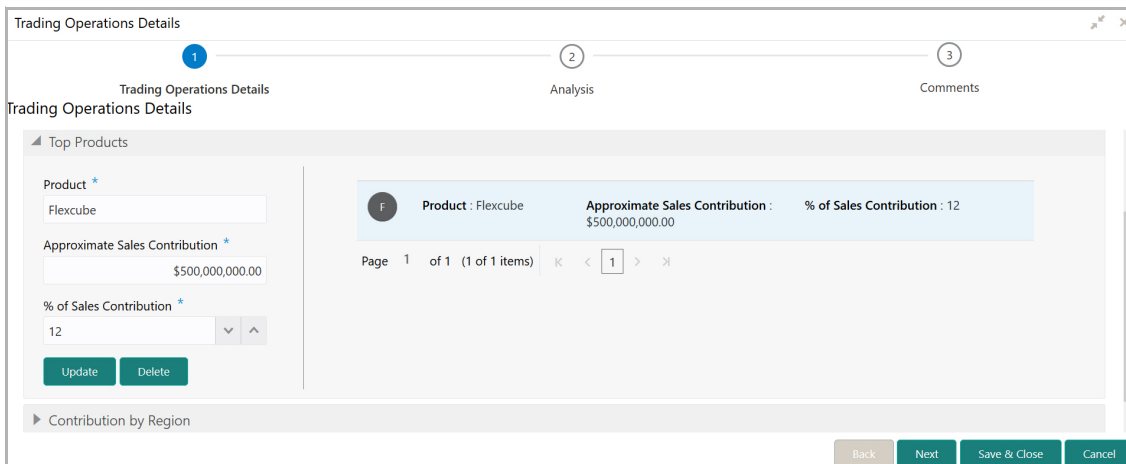 Trading Operations Details
1
2
3
Trading Operations Details
Analysis
Comments
Trading Operations Details
Top Products
Product *
Flexcube
Approximate Sales Contribution *
$500,000,000.00
% of Sales Contribution *
12
Update
Delete
F
Product : Flexcube
Approximate Sales Contribution :
$500,000,000.00
% of Sales Contribution : 12
Page 1 of 1 (1 of 1 items) 1
Contribution by Region
Back
Next
Save & Close
Cancel